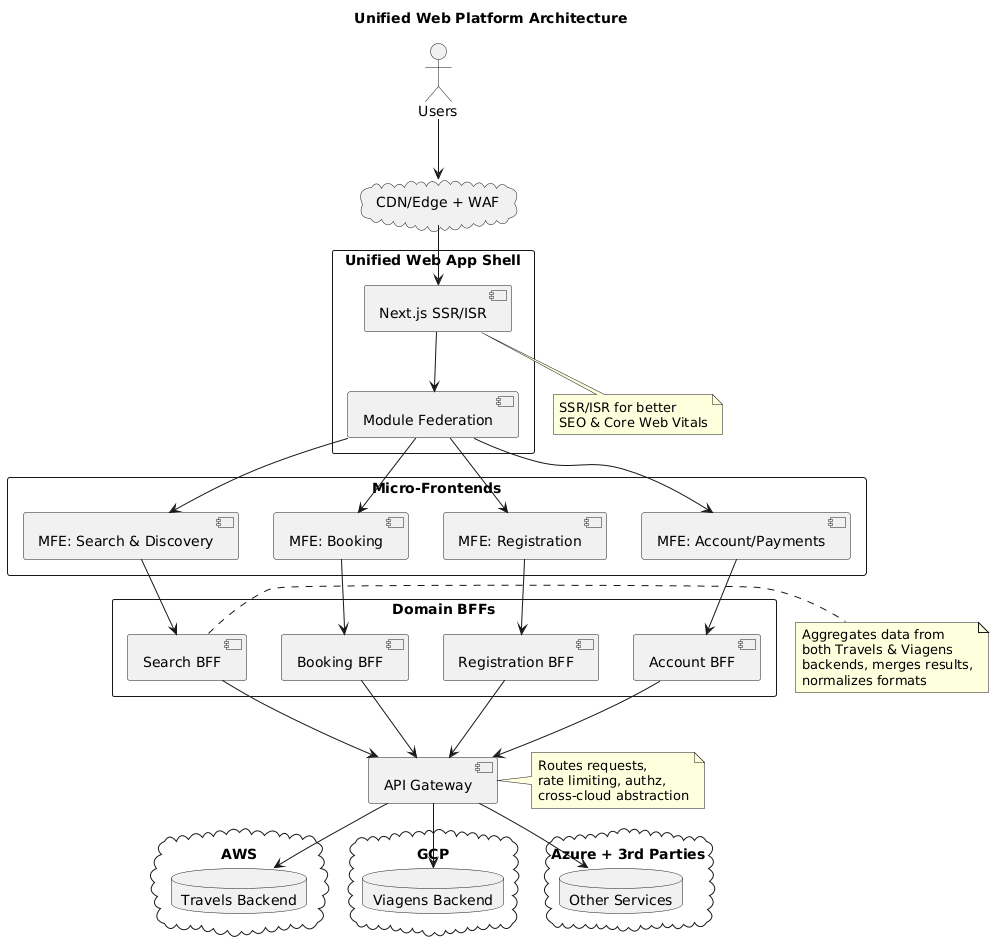 Unified Web Platform Architecture
Users
CDN/Edge + WAF
Unified Web App Shell
Next.js SSR/ISR
SSR/ISR for better
SEO & Core Web Vitals
Module Federation
Micro-Frontends
MFE: Search & Discovery
MFE: Booking
MFE: Registration
MFE: Account/Payments
Domain BFFs
Search BFF
Booking BFF
Registration BFF
Account BFF
Aggregates data from
both Travels & Viagens
backends, merges results,
normalizes formats
API Gateway
Routes requests,
rate limiting, authz,
cross-cloud abstraction
AWS
GCP
Azure + 3rd Parties
Travels Backend
Viagens Backend
Other Services